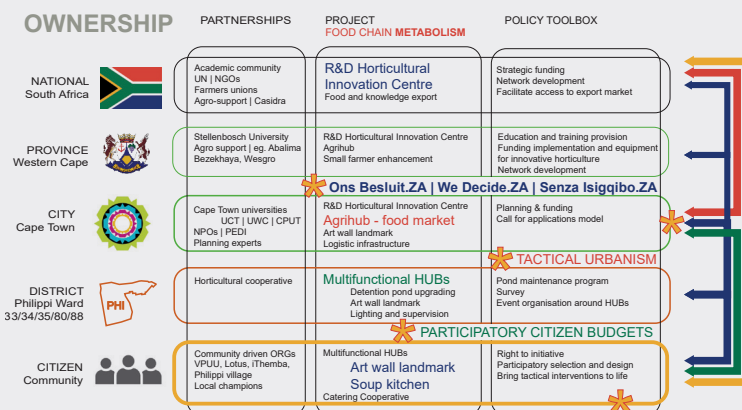 OWNERSHIP
PARTNERSHIPS
PROJECT
FOOD CHAIN METABOLISM
POLICY TOOLBOX
NATIONAL
South Africa
Academic community
UN | NGOs
Farmers unions
Agro-support | Casidra
R&D Horticultural
Innovation Centre
Food and knowledge export
Strategic funding
Network development
Facilitate access to export market
PROVINCE
Western Cape
Stellenbosch University
Agro support | eg. Abalima
Bezekhaya, Wesgro
R&D Horticultural Innovation Centre
Agrihub
Small farmer enhancement
Education and training provision
Funding implementation and equipment
for innovative horticulture
Network development
Ons Besluit.ZA | We Decide.ZA | Senza Isigqibo.ZA
CITY
Cape Town
Cape Town universities
UCT | UWC | CPUT
NPOs | PEDI
Planning experts
R&D Horticultural Innovation Centre
Agrihub - food market
Art wall landmark
Logistic infrastructure
Planning & funding
Call for applications model
TACTICAL URBANISM
DISTRICT
Philippi Ward
33/34/35/80/88
PHI
Horticultural cooperative
Multifunctional HUBs
Detention pond upgrading
Art wall landmark
Lighting and supervision
Pond maintenance program
Survey
Event organisation around HUBs
PARTICIPATORY CITIZEN BUDGETS
CITIZEN
Community
Community driven ORGs
VPUU, Lotus, iThemba,
Philippi village
Local champions
Multifunctional HUBs
Art wall landmark
Soup kitchen
Catering Cooperative
Right to initiative
Participatory selection and design
Bring tactical interventions to life